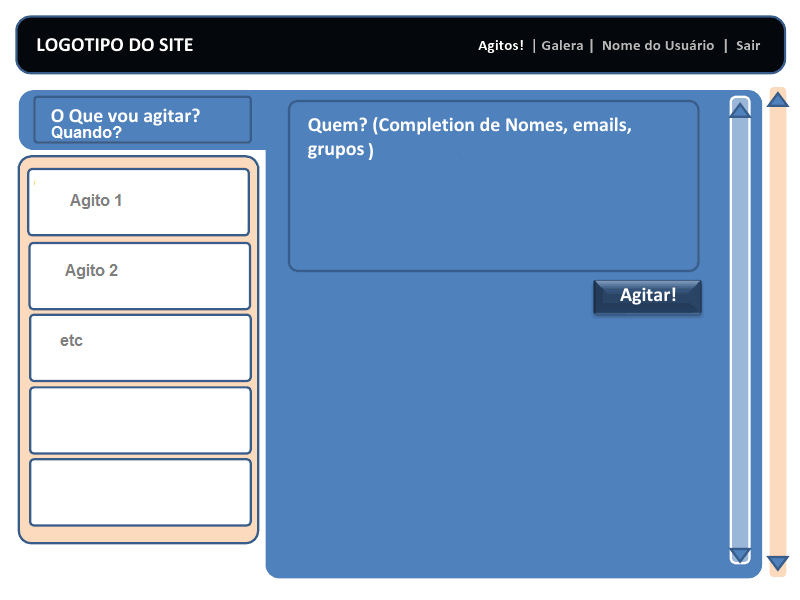 LOGOTIPO DO SITE
Agitos! | Galera | Nome do Usuário | Sair
O Que vou agitar?
Quando?
Quem? (Completion de Nomes, emails,
grupos )
Agito 1
Agito 2
etc
Agitar!